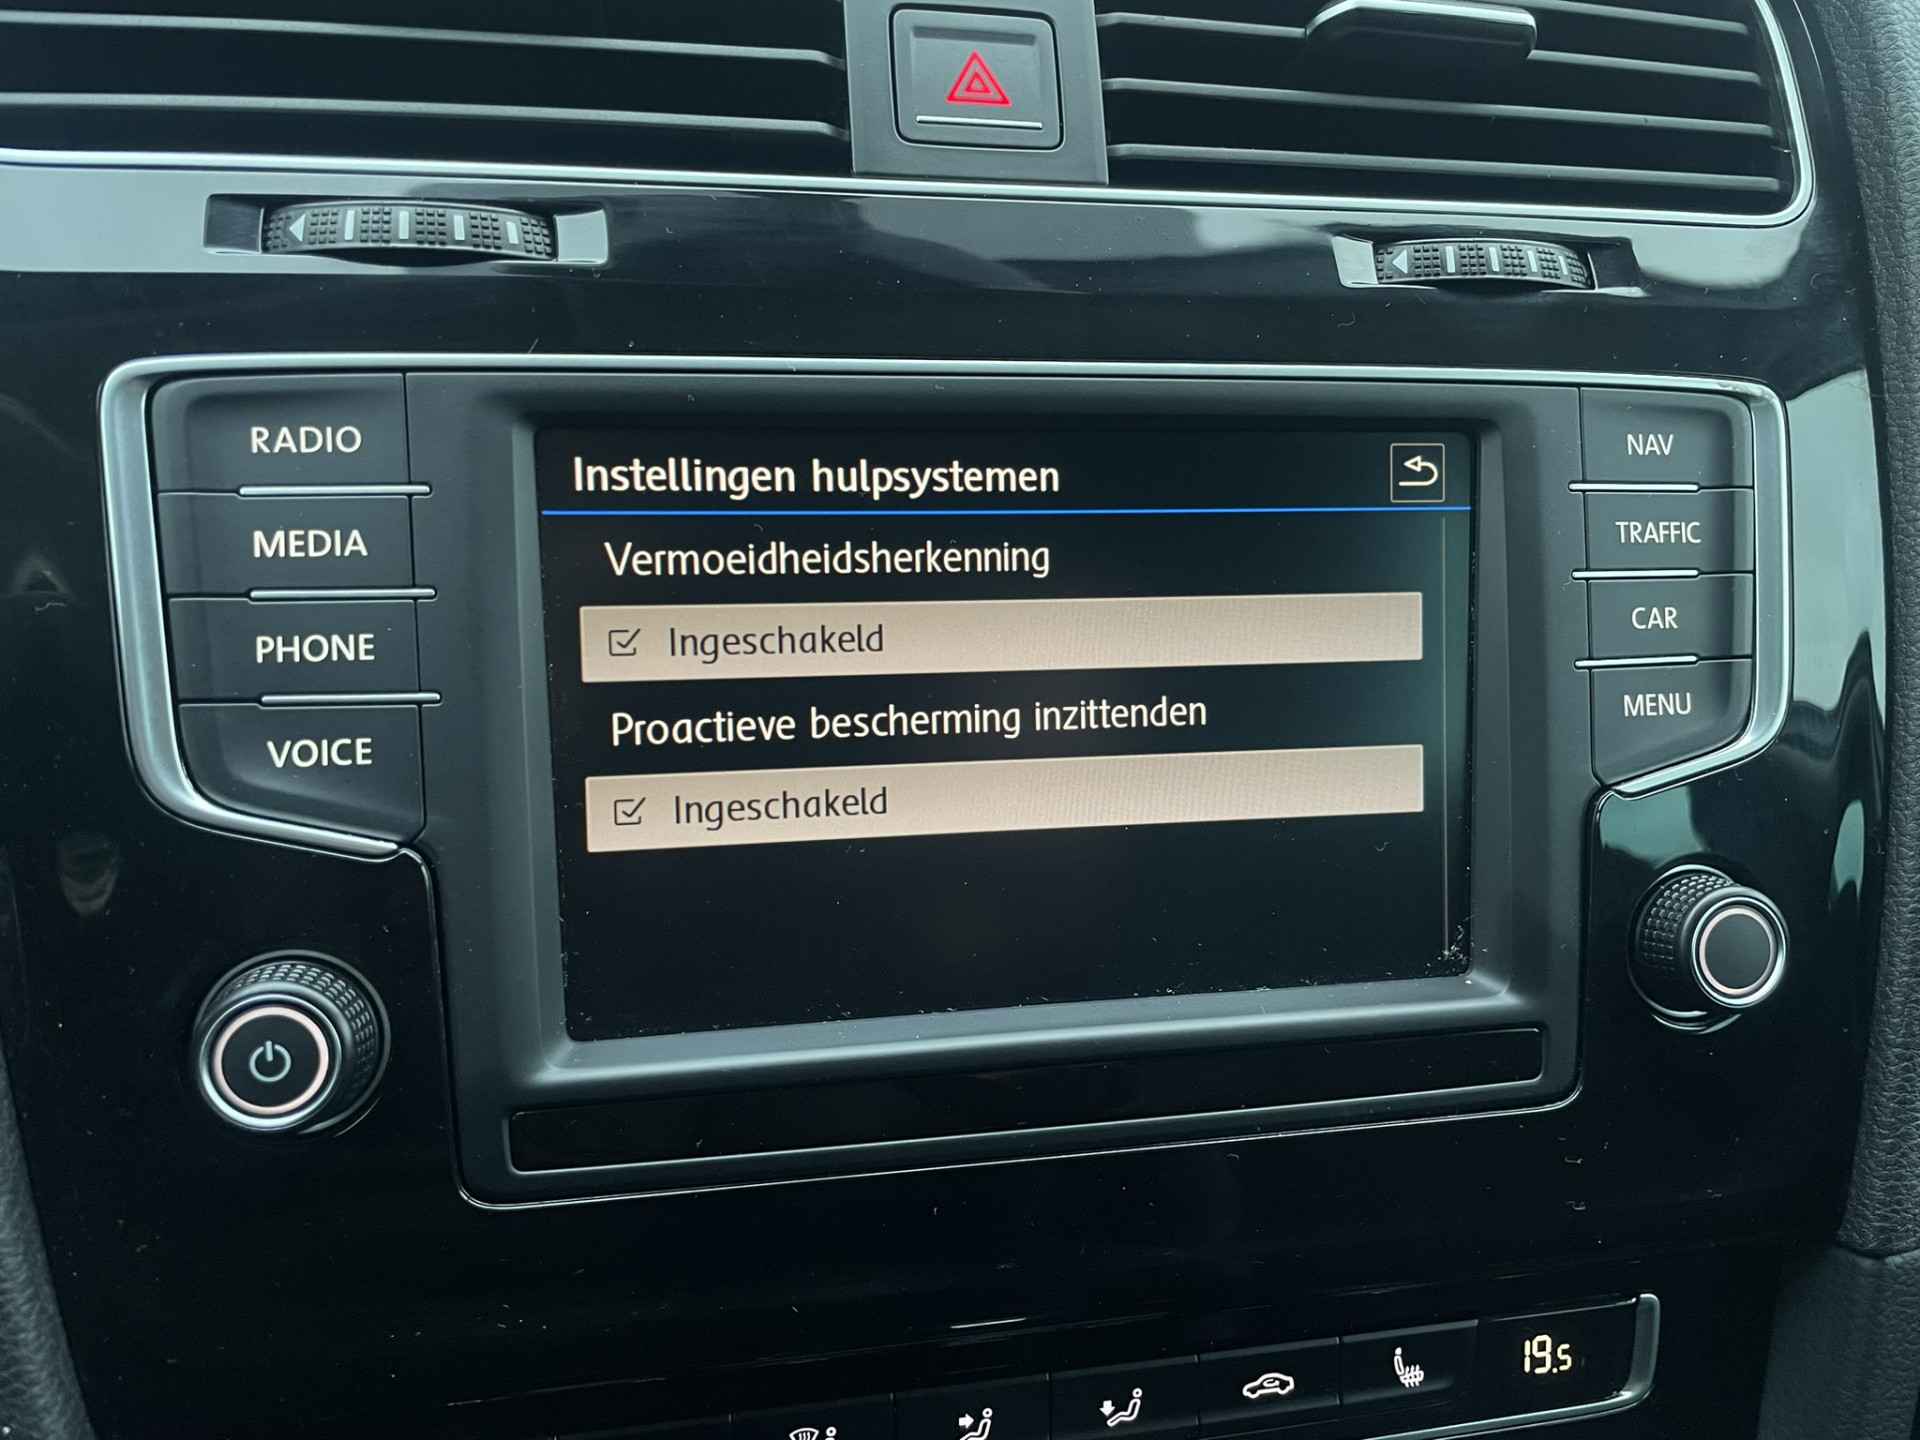 RADIO
MEDIA
PHONE
VOICE
Instellingen hulpsystemen
Vermoeidheidsherkenning
Ingeschakeld
Proactieve bescherming inzittenden
Ingeschakeld
NAV
TRAFFIC
CAR
MENU
19.5